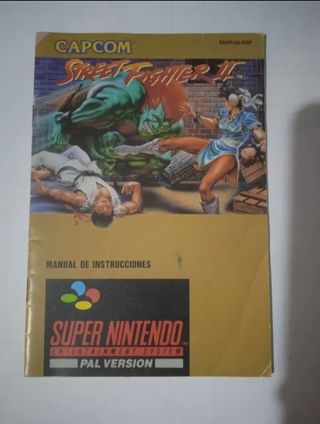 CAPCOM
SNSP-S2-ESP
STREET FIGHTER II
MANUAL DE INSTRUCCIONES
SUPER NINTENDO
ENTERTAINMENT SYSTEM
PAL VERSION